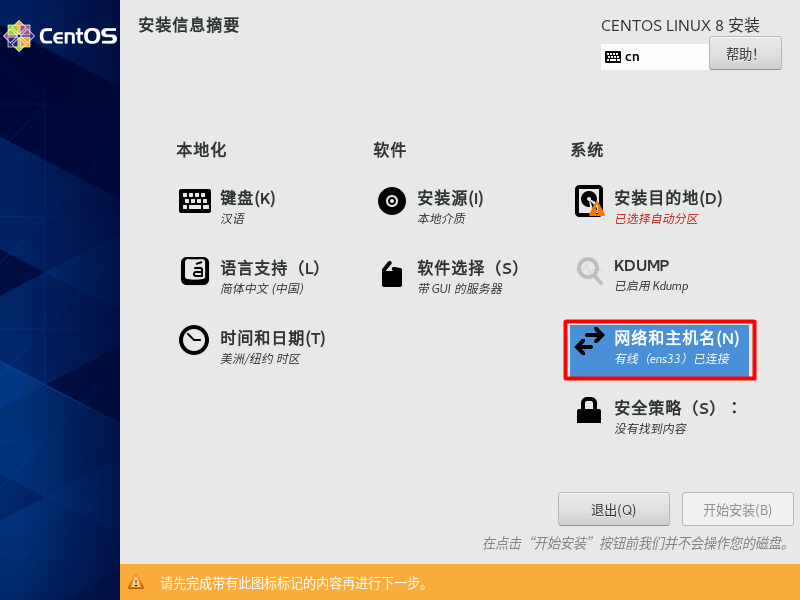 CentOS
安装信息摘要
CENTOS LINUX 8 安装
cn
帮助!
本地化
键盘(K)
汉语
语言支持（L）
简体中文 (中国)
时间和日期(T)
美洲/纽约 时区
软件
安装源(I)
本地介质
软件选择（S）
带 GUI 的服务器
系统
安装目的地(D)
已选择自动分区
KDUMP
已启用 Kdump
网络和主机名(N)
有线（ens33）已连接
安全策略（S）：
没有找到内容
退出(Q)
开始安装(B)
在点击“开始安装”按钮前我们并不会操作您的磁盘。
请先完成带有此图标标记的内容再进行下一步。